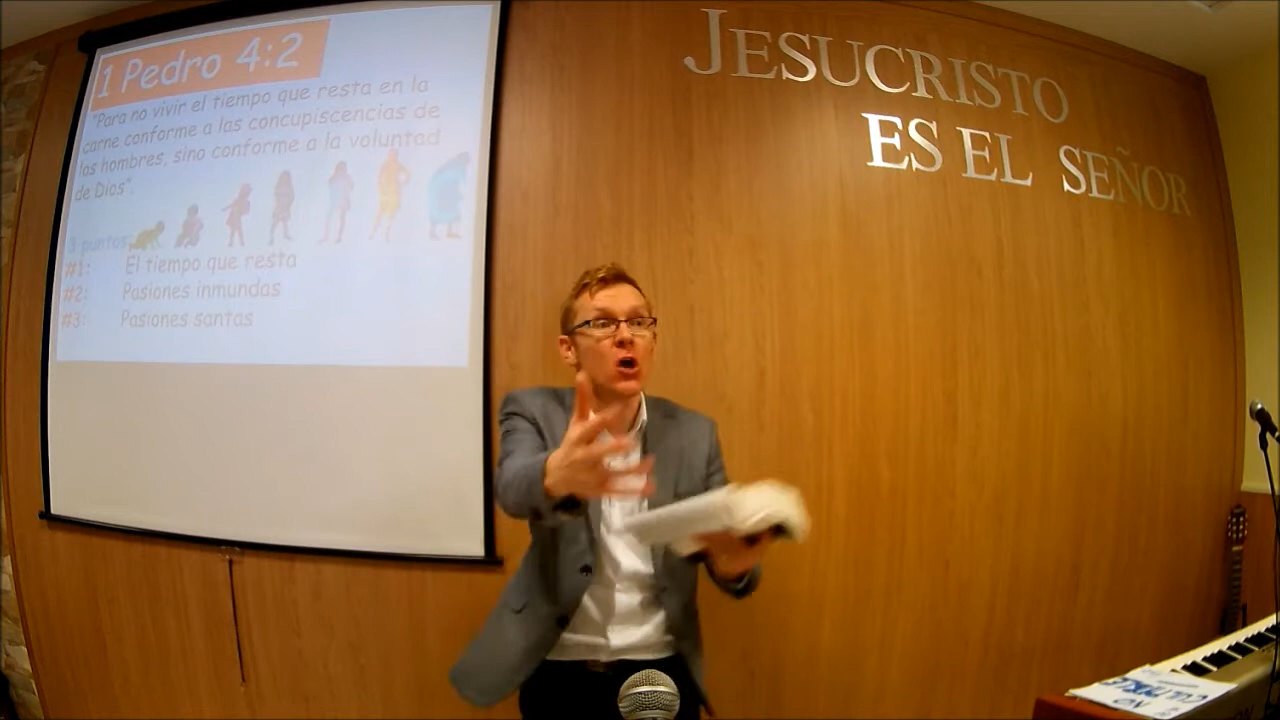 1 Pedro 4:2
"Para no vivir el tiempo que resta en la
carne conforme a las concupiscencias de
los hombres, sino conforme a la voluntad
de Dios".
3 puntos:
#1: El tiempo que resta
#2: Pasiones inmundas
#3: Pasiones santas
JESUCRISTO
ES EL SEÑOR
NO